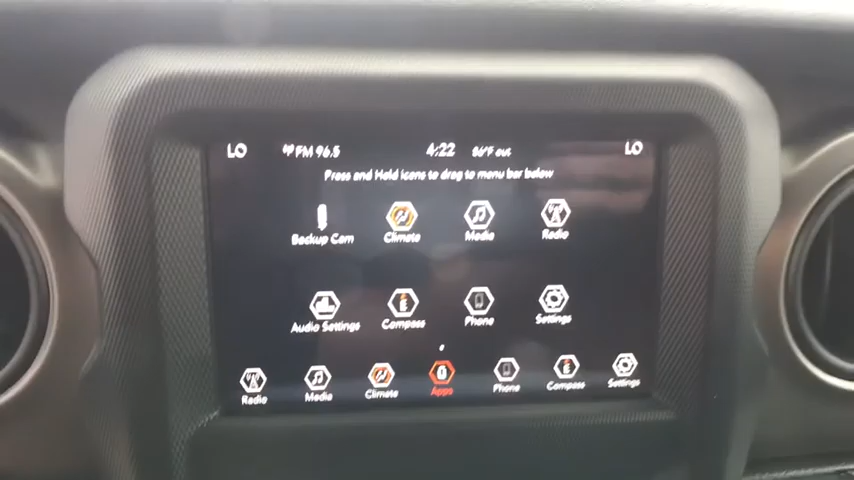 LO FM 96.5 4:22 86°F out LO
Press and Hold icons to drag to menu bar below
Backup Cam Climate Media Radio
Audio Settings Compass Phone Settings
Radio Media Climate Apps Phone Compass Settings